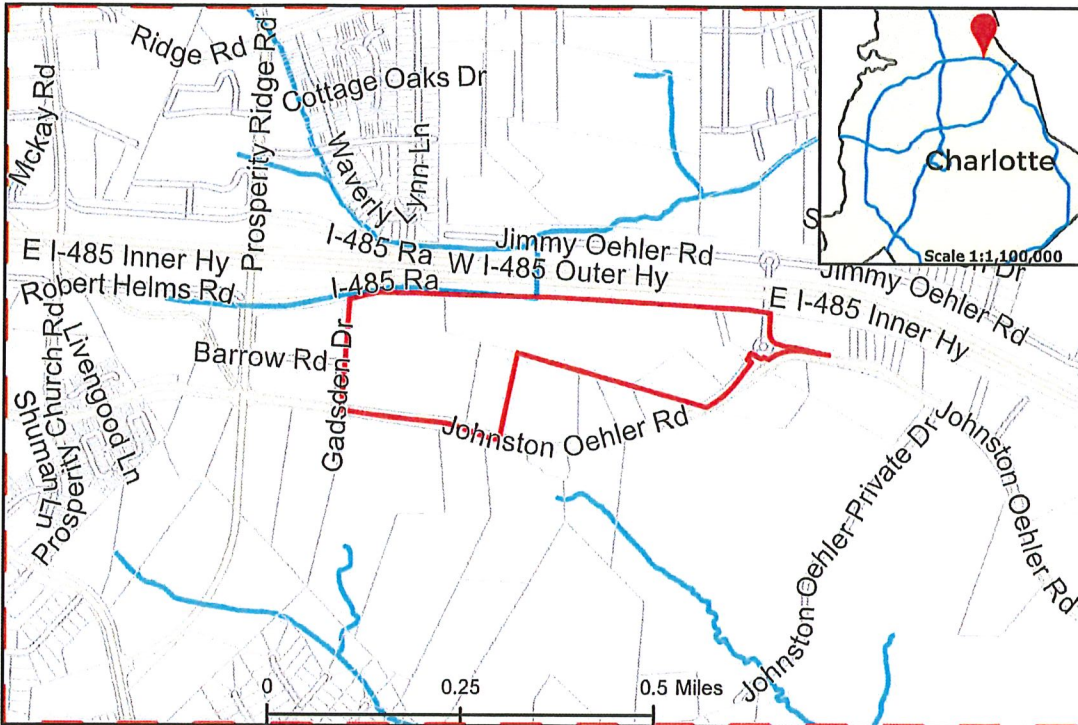 Ridge Rd
Mckay Rd
Prosperity Ridge Rd
Cottage Oaks Dr
Waverly Lynn Ln
Charlotte
Scale 1:1,100,000
E I-485 Inner Hy
I-485 Ra
W I-485 Outer Hy
Jimmy Oehler Rd
S
Dr
Jimmy Oehler Rd
Robert Helms Rd
I-485 Ra
E I-485 Inner Hy
Barrow Rd
Gadsden Dr
Livengood Ln
Prosperity Church Rd
Shuman Ln
Johnston Oehler Rd
Johnston Oehler Private Dr
Johnston Oehler Rd
0 0.25 0.5 Miles